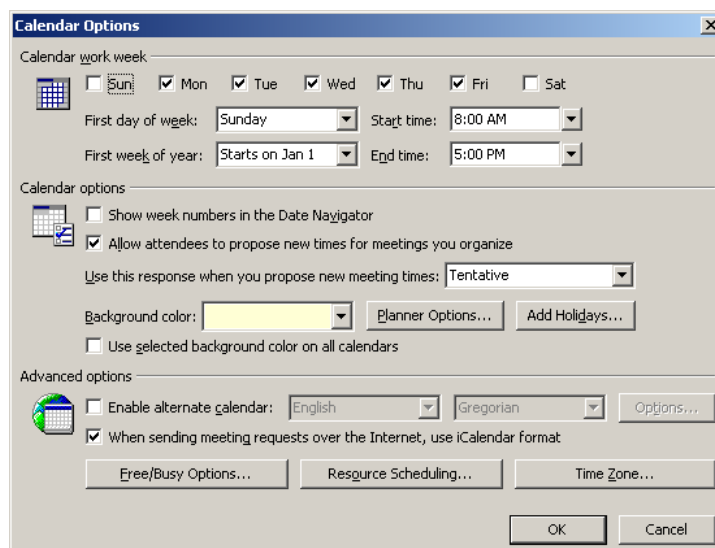 Calendar Options
Calendar work week
Sun Mon Tue Wed Thu Fri Sat
First day of week: Sunday Start time: 8:00 AM
First week of year: Starts on Jan 1 End time: 5:00 PM
Calendar options
Show week numbers in the Date Navigator
Allow attendees to propose new times for meetings you organize
Use this response when you propose new meeting times: Tentative
Background color: Planner Options... Add Holidays...
Use selected background color on all calendars
Advanced options
Enable alternate calendar: English Gregorian Options...
When sending meeting requests over the Internet, use iCalendar format
Free/Busy Options... Resource Scheduling... Time Zone...
OK Cancel